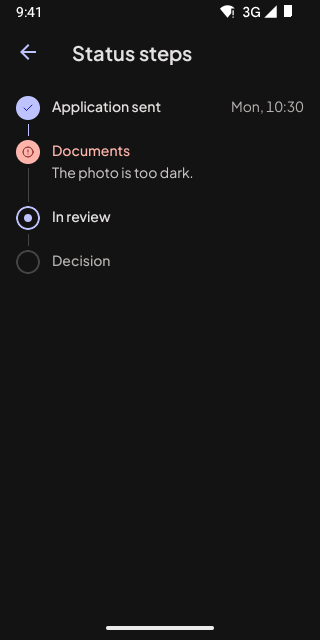 9:41
3G
Status steps
Application sent
Mon, 10:30
Documents
The photo is too dark.
In review
Decision